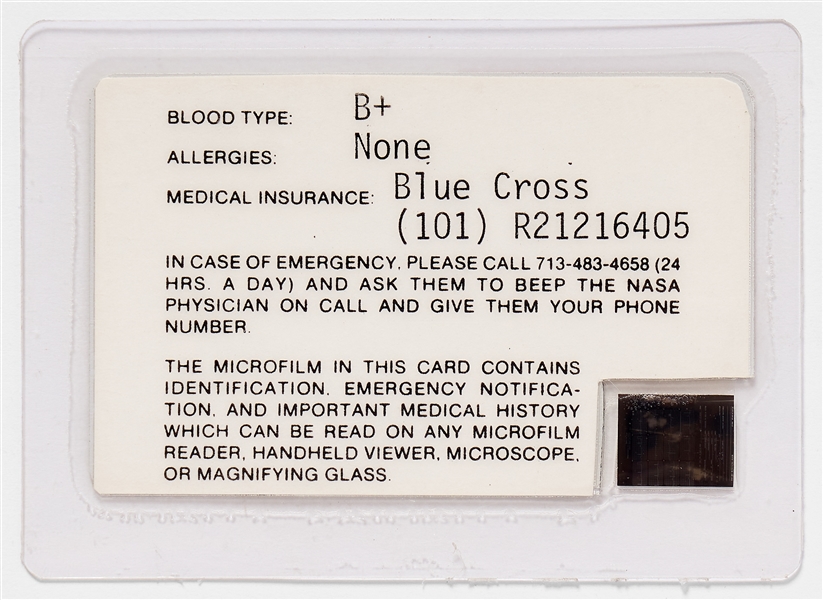 BLOOD TYPE: B+
ALLERGIES: None
MEDICAL INSURANCE: Blue Cross
(101) R21216405
IN CASE OF EMERGENCY, PLEASE CALL 713-483-4658 (24
HRS. A DAY) AND ASK THEM TO BEEP THE NASA
PHYSICIAN ON CALL AND GIVE THEM YOUR PHONE
NUMBER.
THE MICROFILM IN THIS CARD CONTAINS
IDENTIFICATION, EMERGENCY NOTIFICA-
TION, AND IMPORTANT MEDICAL HISTORY
WHICH CAN BE READ ON ANY MICROFILM
READER, HANDHELD VIEWER, MICROSCOPE,
OR MAGNIFYING GLASS.